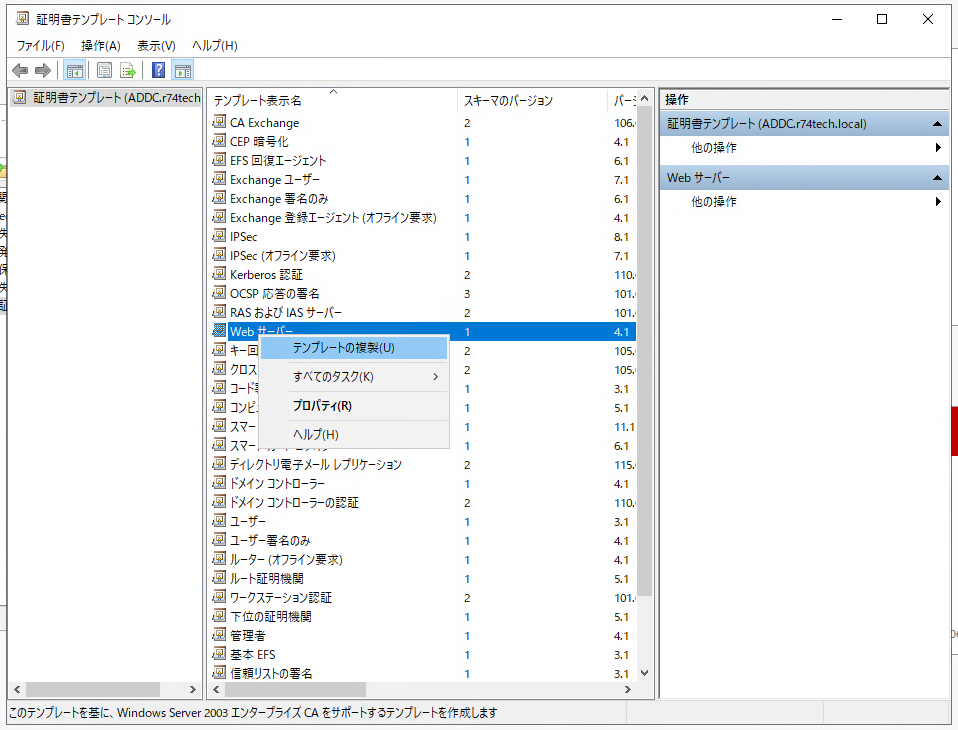 証明書テンプレート コンソール
ファイル(F) 操作(A) 表示(V) ヘルプ(H)
証明書テンプレート (ADDC.r74tech
テンプレート表示名 スキーマのバージョン バージ
CA Exchange 2 106.
CEP 暗号化 1 4.1
EFS 回復エージェント 1 6.1
Exchange ユーザー 1 7.1
Exchange 署名のみ 1 6.1
Exchange 登録エージェント (オフライン要求) 1 4.1
IPSec 1 8.1
IPSec (オフライン要求) 1 7.1
Kerberos 認証 2 110.
OCSP 応答の署名 3 101.
RAS および IAS サーバー 2 101.
Web サーバー 1 4.1
キー回 2 105.
クロス 2 105.
コード 1 3.1
コンピ 1 5.1
スマー 1 11.1
スマー 1 6.1
ディレクトリ電子メール レプリケーション 2 115.
ドメイン コントローラー 1 4.1
ドメイン コントローラーの認証 2 110.
ユーザー 1 3.1
ユーザー署名のみ 1 4.1
ルーター (オフライン要求) 1 4.1
ルート証明機関 1 5.1
ワークステーション認証 2 101.
下位の証明機関 1 5.1
管理者 1 4.1
基本 EFS 1 3.1
信頼リストの署名 1 3.1
テンプレートの複製(U)
すべてのタスク(K)
プロパティ(R)
ヘルプ(H)
操作
証明書テンプレート (ADDC.r74tech.local)
他の操作
Web サーバー
他の操作
このテンプレートを基に、Windows Server 2003 エンタープライズ CA をサポートするテンプレートを作成します